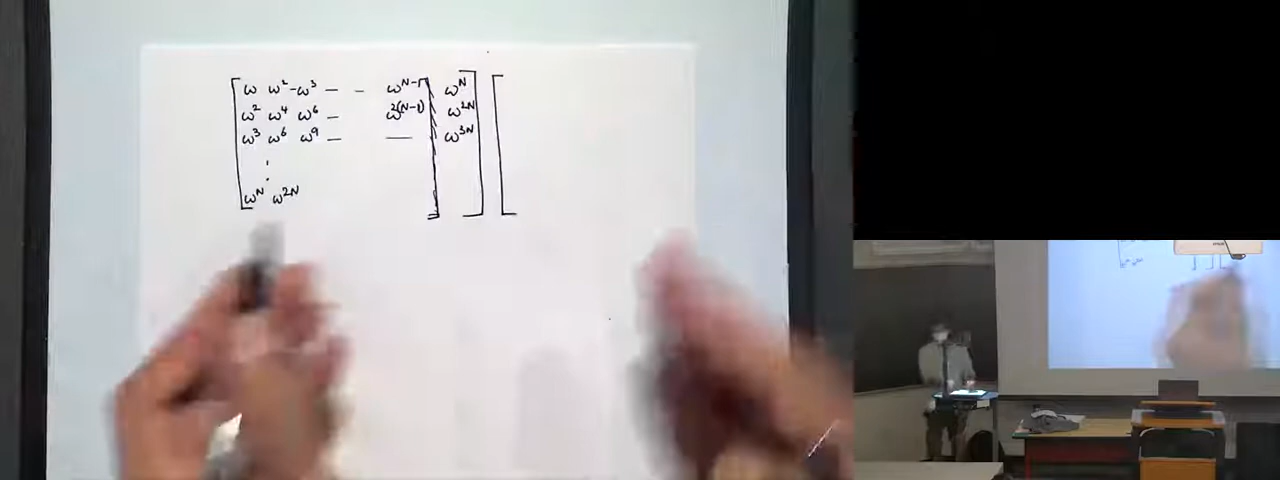 ω ω² - ω³ - - ω^(N-1) ω^N
ω² ω⁴ ω⁶ - ω^(2(N-1)) ω^(2N)
ω³ ω⁶ ω⁹ - — ω^(3N)
ω^N ω^(2N)